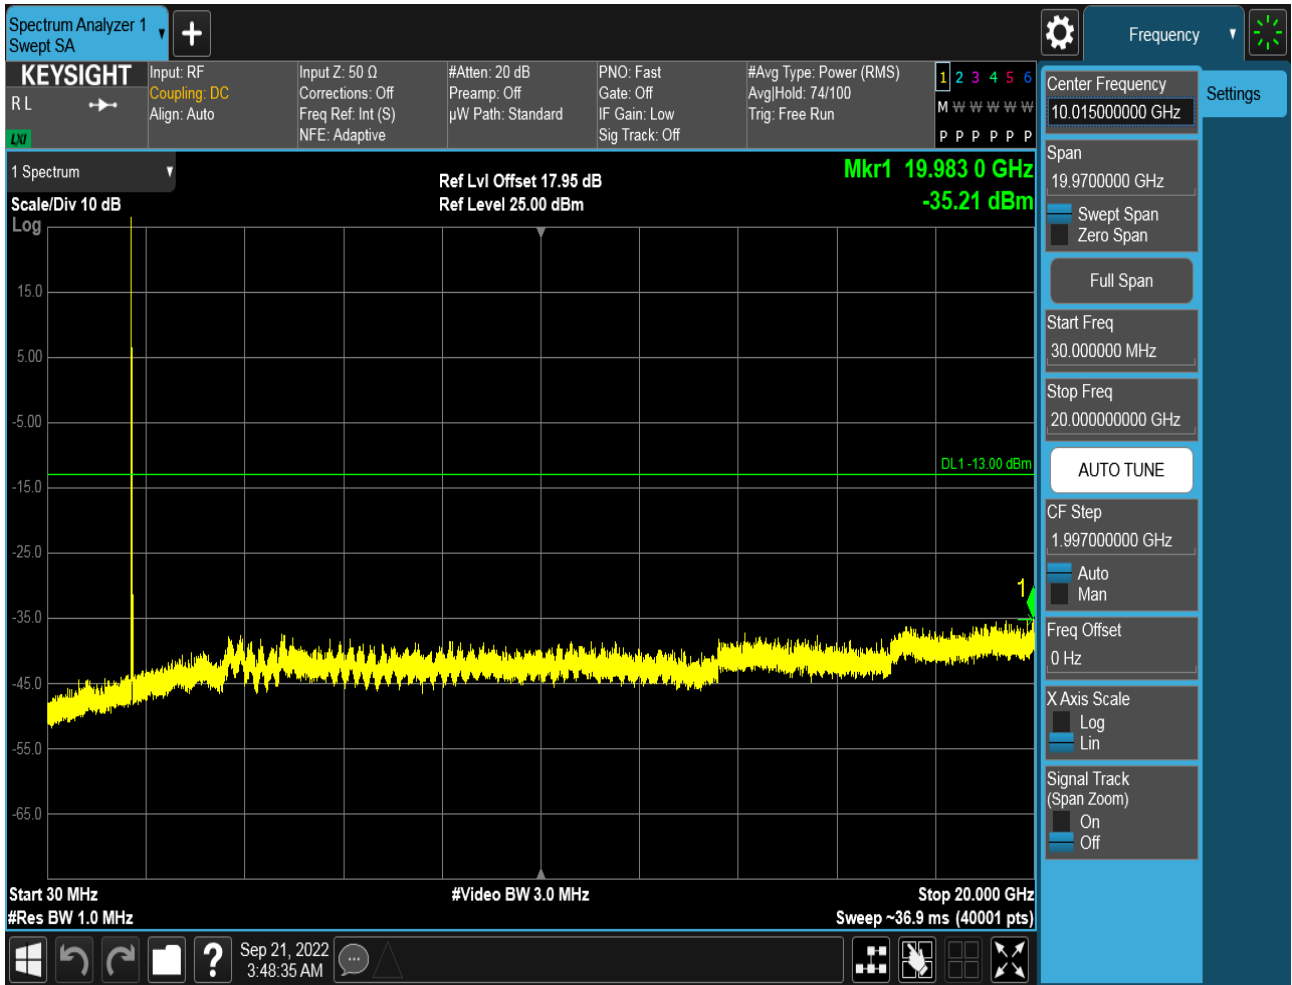 Spectrum Analyzer 1
Swept SA
Frequency
KEYSIGHT
R L
LXI
Input: RF
Coupling: DC
Align: Auto
Input Z: 50 Ω
Corrections: Off
Freq Ref: Int (S)
NFE: Adaptive
#Atten: 20 dB
Preamp: Off
µW Path: Standard
PNO: Fast
Gate: Off
IF Gain: Low
Sig Track: Off
#Avg Type: Power (RMS)
Avg|Hold: 74/100
Trig: Free Run
1 2 3 4 5 6
M W W W W W
P P P P P P
1 Spectrum
Scale/Div 10 dB
Log
Ref Lvl Offset 17.95 dB
Ref Level 25.00 dBm
Mkr1 19.983 0 GHz
-35.21 dBm
15.0
5.00
-5.00
-15.0
-25.0
-35.0
-45.0
-55.0
-65.0
DL1 -13.00 dBm
1
Start 30 MHz
#Res BW 1.0 MHz
#Video BW 3.0 MHz
Stop 20.000 GHz
Sweep ~36.9 ms (40001 pts)
Center Frequency
10.015000000 GHz
Settings
Span
19.9700000 GHz
Swept Span
Zero Span
Full Span
Start Freq
30.000000 MHz
Stop Freq
20.000000000 GHz
AUTO TUNE
CF Step
1.997000000 GHz
Auto
Man
Freq Offset
0 Hz
X Axis Scale
Log
Lin
Signal Track
(Span Zoom)
On
Off
?
Sep 21, 2022
3:48:35 AM